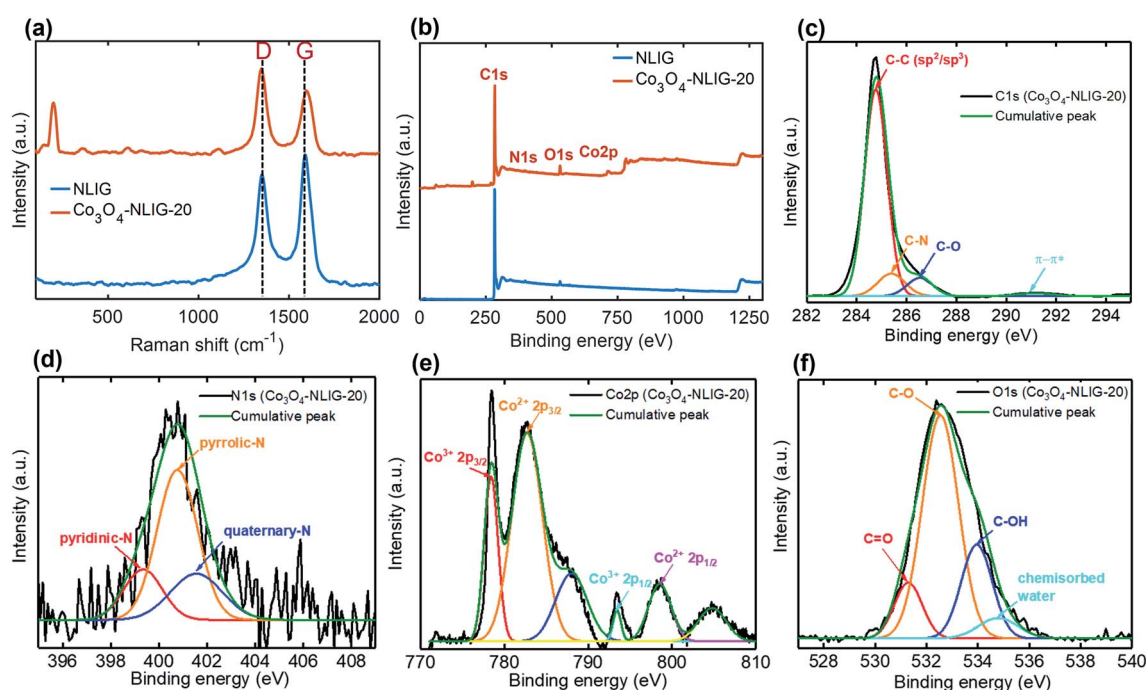 (a)
D G
Intensity (a.u.)
NLIG
Co₃O₄-NLIG-20
500 1000 1500 2000
Raman shift (cm⁻¹)
(b)
NLIG
Co₃O₄-NLIG-20
C1s
N1s O1s Co2p
Intensity (a.u.)
0 250 500 750 1000 1250
Binding energy (eV)
(c)
C-C (sp²/sp³)
C1s (Co₃O₄-NLIG-20)
Cumulative peak
C-N
C-O
π-π*
Intensity (a.u.)
282 284 286 288 290 292 294
Binding energy (eV)
(d)
N1s (Co₃O₄-NLIG-20)
Cumulative peak
pyrrolic-N
pyridinic-N
quaternary-N
Intensity (a.u.)
396 398 400 402 404 406 408
Binding energy (eV)
(e)
Co2p (Co₃O₄-NLIG-20)
Cumulative peak
Co²⁺ 2p3/2
Co³⁺ 2p3/2
Co³⁺ 2p1/2
Co²⁺ 2p1/2
Intensity (a.u.)
770 780 790 800 810
Binding energy (eV)
(f)
O1s (Co₃O₄-NLIG-20)
Cumulative peak
C-O
C=O
C-OH
chemisorbed
water
Intensity (a.u.)
528 530 532 534 535 538 540
Binding energy (eV)